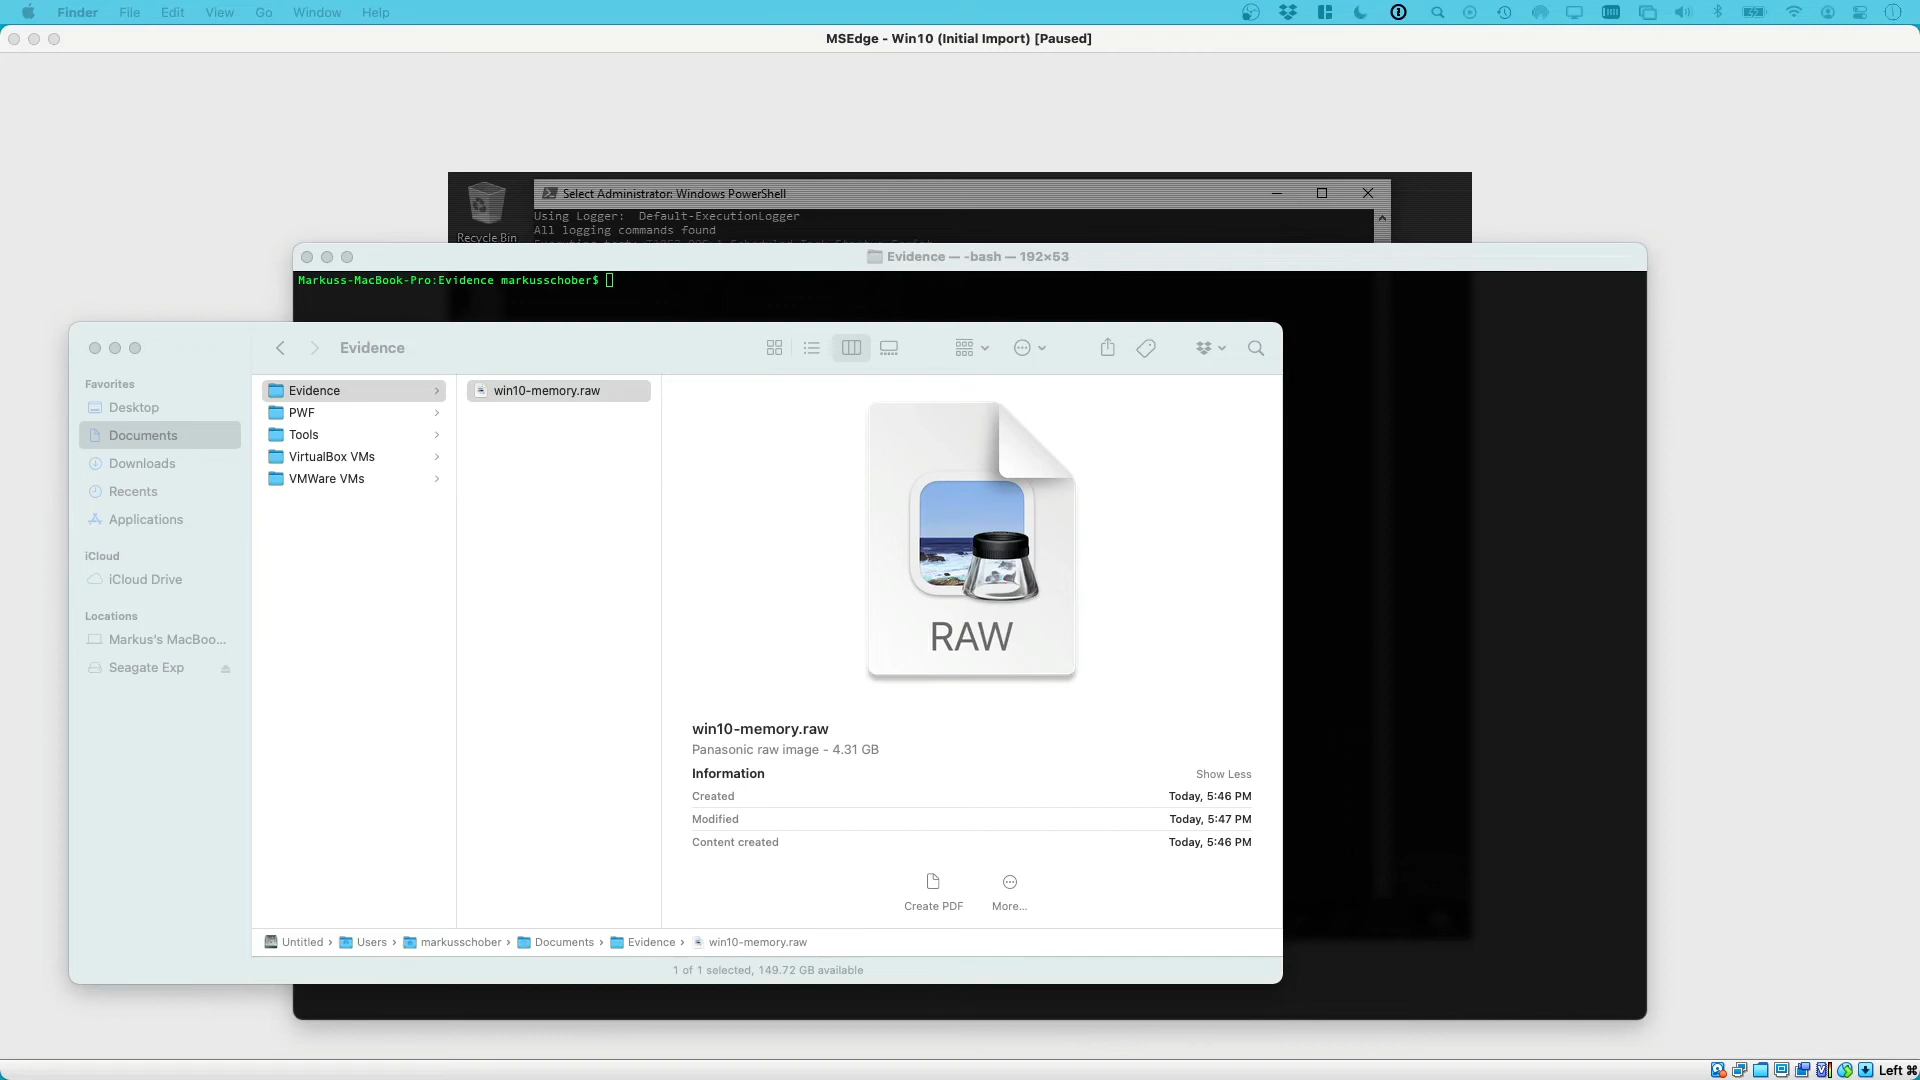 Finder File Edit View Go Window Help
MSEdge - Win10 (Initial Import) [Paused]
Select Administrator: Windows PowerShell
Using Logger: Default-ExecutionLogger
All logging commands found
Recycle Bin
Evidence — -bash — 192×53
Markuss-MacBook-Pro:Evidence markusschober$
Evidence
Favorites
Desktop
Documents
Downloads
Recents
Applications
iCloud
iCloud Drive
Locations
Markus's MacBoo...
Seagate Exp
Evidence
PWF
Tools
VirtualBox VMs
VMWare VMs
win10-memory.raw
RAW
win10-memory.raw
Panasonic raw image - 4.31 GB
Information Show Less
Created Today, 5:46 PM
Modified Today, 5:47 PM
Content created Today, 5:46 PM
Create PDF More...
Untitled › Users › markusschober › Documents › Evidence › win10-memory.raw
1 of 1 selected, 149.72 GB available
Left ⌘